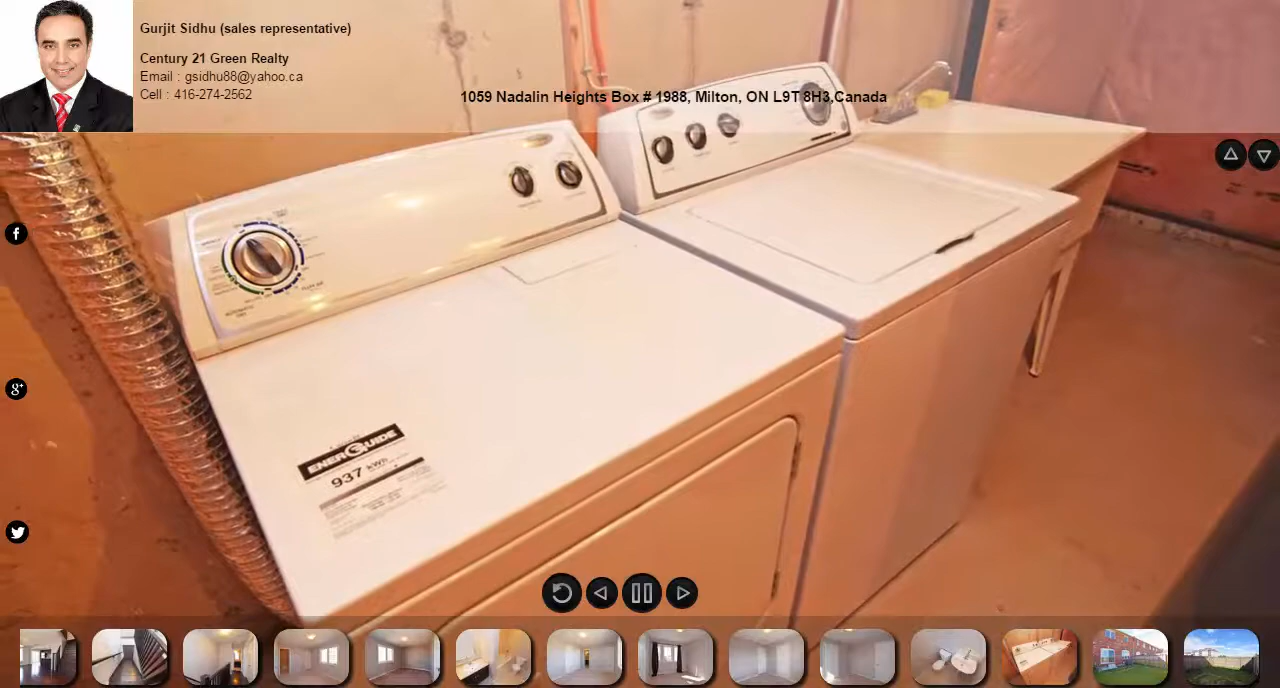 Gurjit Sidhu (sales representative)
Century 21 Green Realty
Email : gsidhu88@yahoo.ca
Cell : 416-274-2562
1059 Nadalin Heights Box # 1988, Milton, ON L9T 8H3,Canada
ENERGUIDE
937 kWh